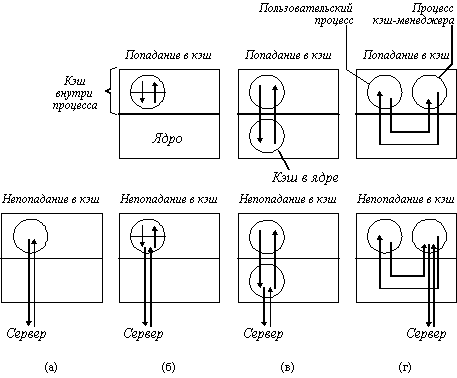 Пользовательский
процесс
Процесс
кэш-менеджера
Попадание в кэш
Попадание в кэш
Попадание в кэш
Кэш
внутри
процесса
Ядро
Кэш в ядре
Непопадание в кэш
Непопадание в кэш
Непопадание в кэш
Непопадание в кэш
Сервер
Сервер
Сервер
Сервер
(а)
(б)
(в)
(г)